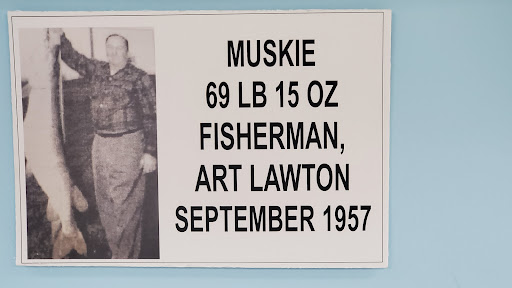 MUSKIE
69 LB 15 OZ
FISHERMAN,
ART LAWTON
SEPTEMBER 1957